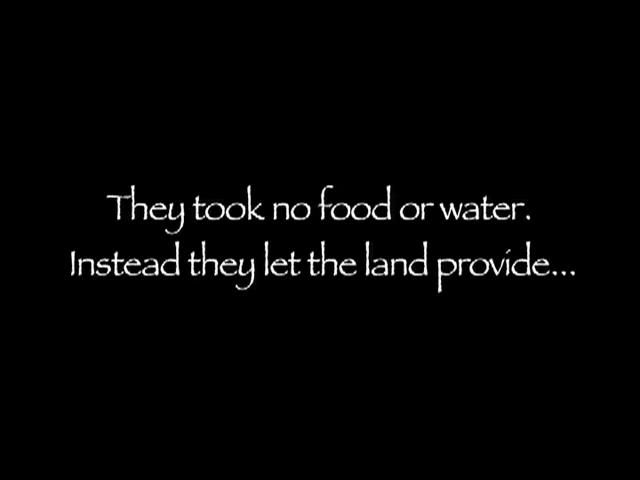 They took no food or water.
Instead they let the land provide...